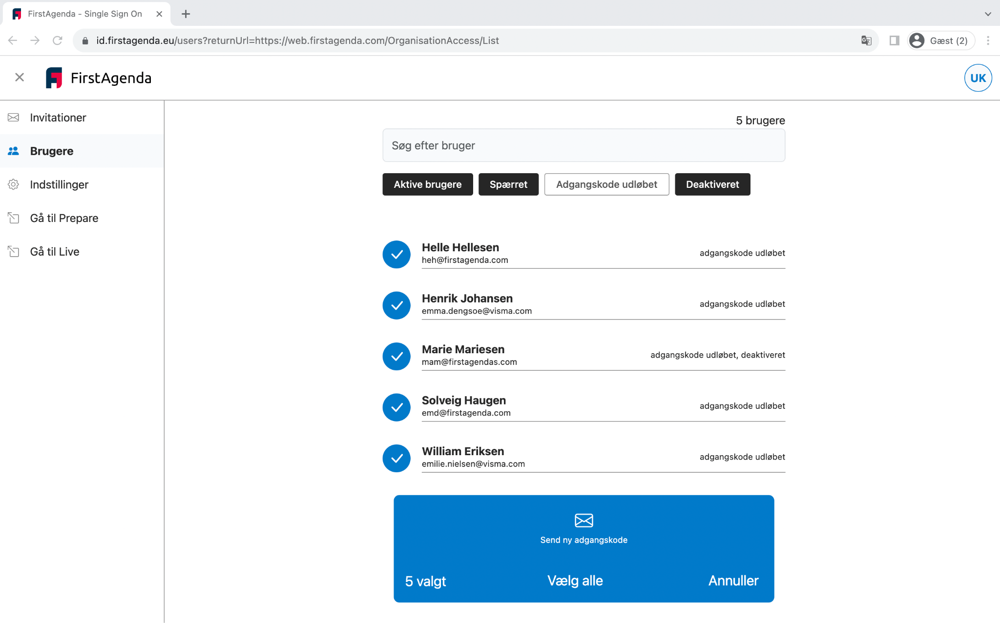 FirstAgenda - Single Sign On
id.firstagenda.eu/users?returnUrl=https://web.firstagenda.com/OrganisationAccess/List
Gæst (2)
FirstAgenda
UK
Invitationer
Brugere
Indstillinger
Gå til Prepare
Gå til Live
5 brugere
Søg efter bruger
Aktive brugere Spærret Adgangskode udløbet Deaktiveret
Helle Hellesen
heh@firstagenda.com
adgangskode udløbet
Henrik Johansen
emma.dengsoe@visma.com
adgangskode udløbet
Marie Mariesen
mam@firstagendas.com
adgangskode udløbet, deaktiveret
Solveig Haugen
emd@firstagenda.com
adgangskode udløbet
William Eriksen
emilie.nielsen@visma.com
adgangskode udløbet
Send ny adgangskode
5 valgt Vælg alle Annuller